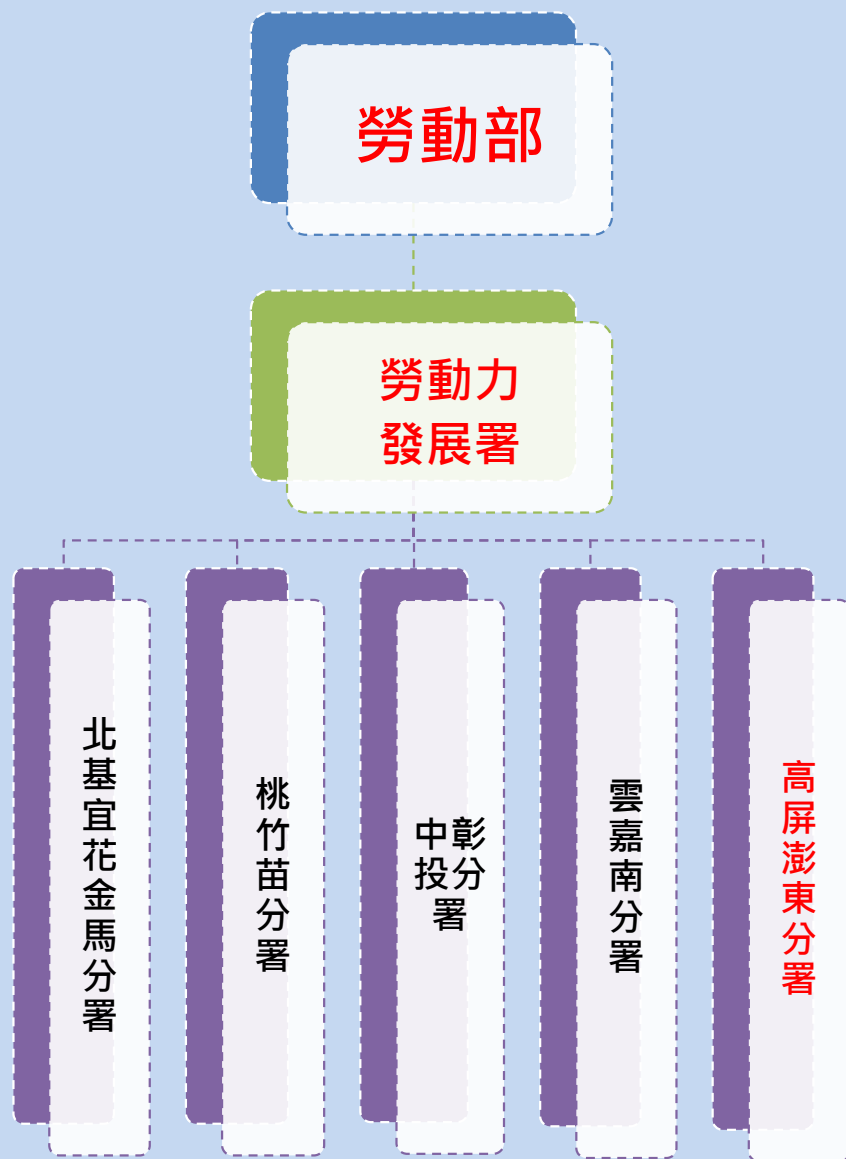 勞動部
勞動力
發展署
北基宜花金馬分署
桃竹苗分署
中彰
投分
署
雲嘉南分署
高屏澎東分署